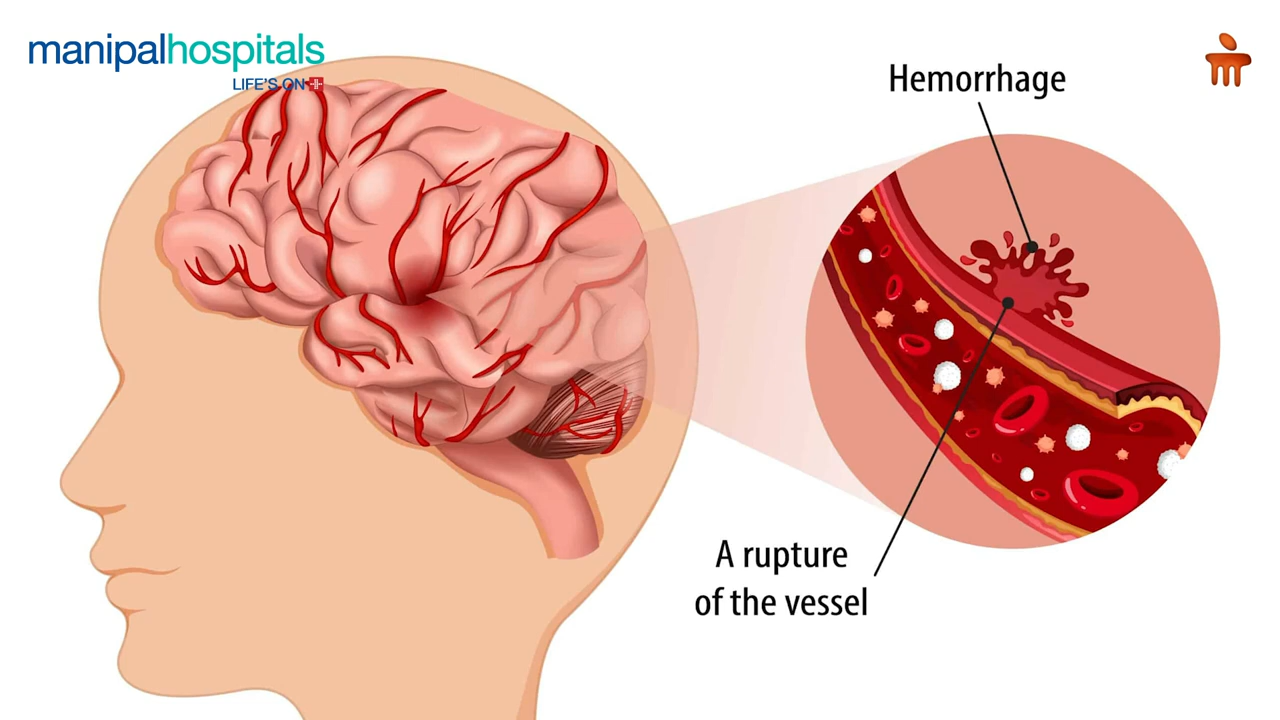 manipalhospitals
LIFE'S ON
Hemorrhage
A rupture
of the vessel